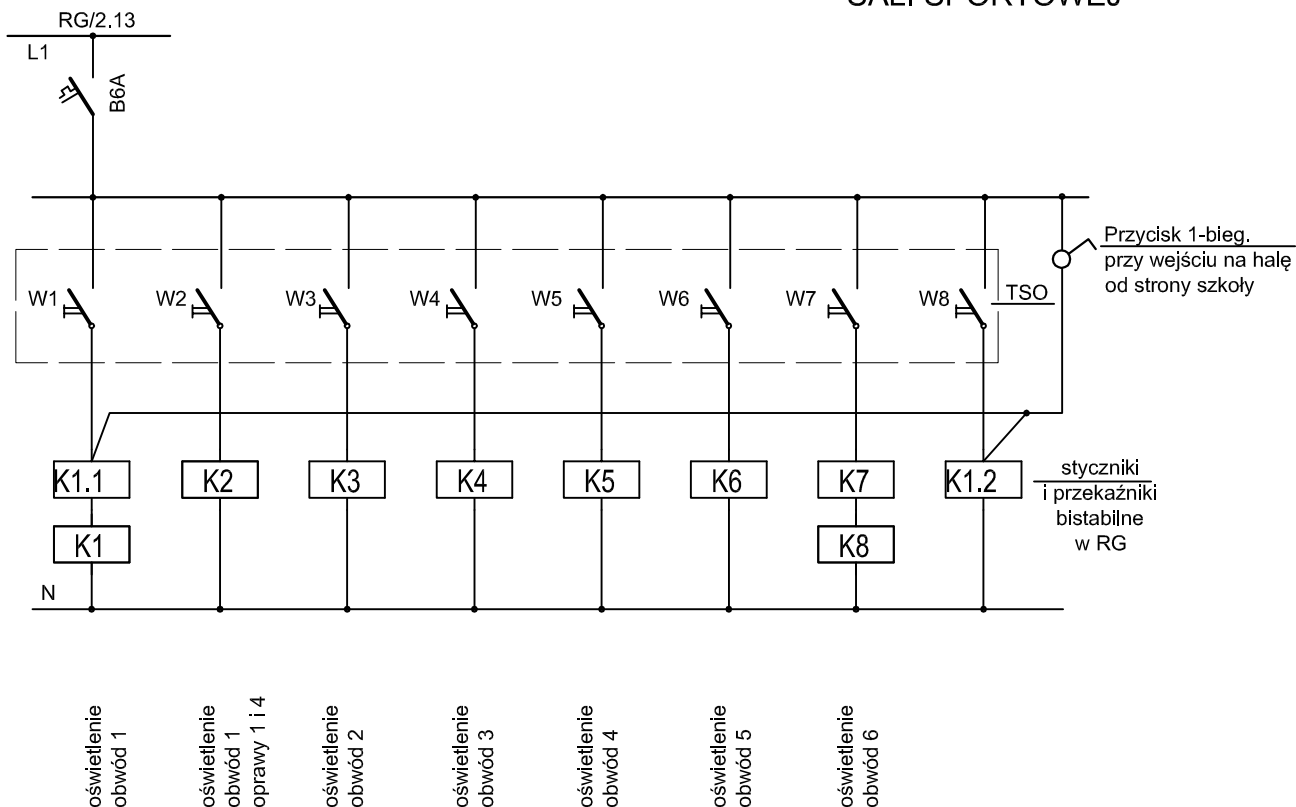 RG/2.13
L1
B6A
W1
W2
W3
W4
W5
W6
W7
W8
TSO
Przycisk 1-bieg.
przy wejściu na halę
od strony szkoły
K1.1
K2
K3
K4
K5
K6
K7
K1.2
K1
K8
styczniki
i przekaźniki
bistabilne
w RG
N
oświetlenie
obwód 1
oświetlenie
obwód 1
oprawy 1 i 4
oświetlenie
obwód 2
oświetlenie
obwód 3
oświetlenie
obwód 4
oświetlenie
obwód 5
oświetlenie
obwód 6